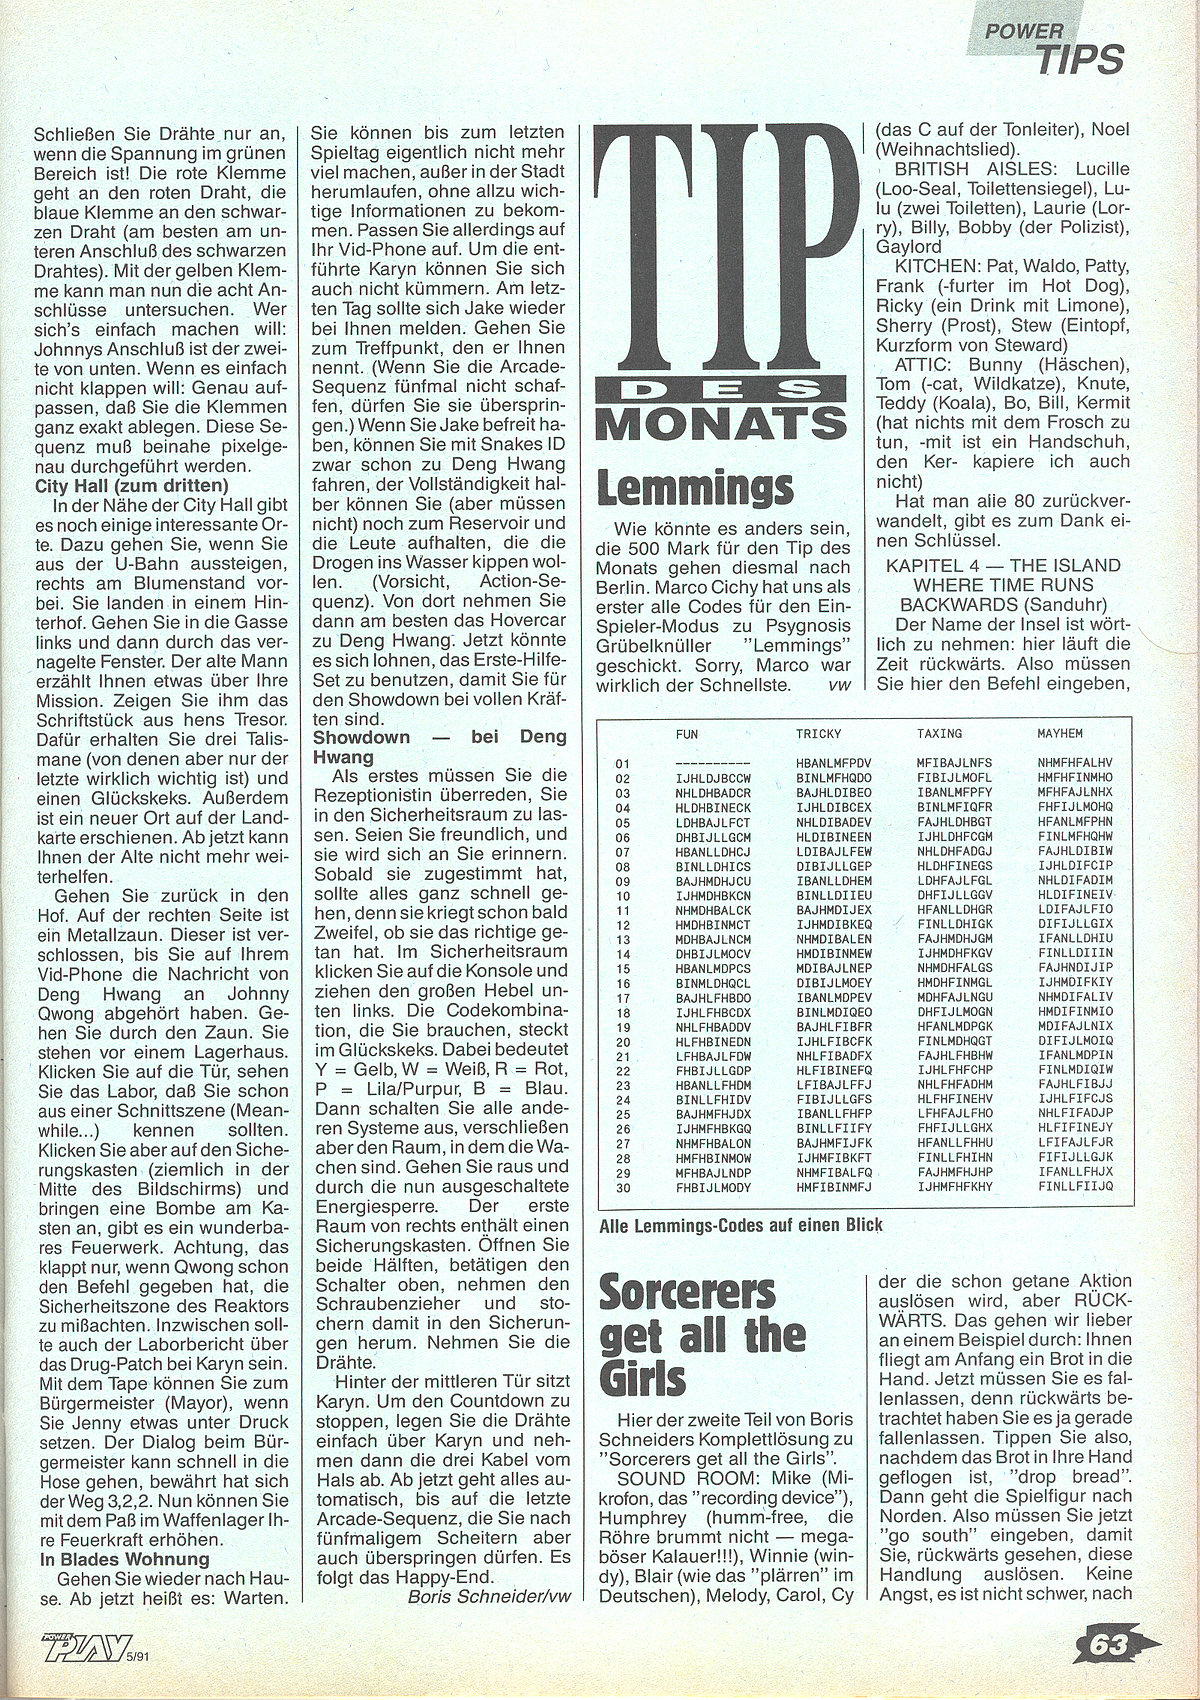 POWER
TIPS
Schließen Sie Drähte nur an,
wenn die Spannung im grünen
Bereich ist! Die rote Klemme
geht an den roten Draht, die
blaue Klemme an den schwar-
zen Draht (am besten am un-
teren Anschluß des schwarzen
Drahtes). Mit der gelben Klem-
me kann man nun die acht An-
schlüsse untersuchen. Wer
sich's einfach machen will:
Johnnys Anschluß ist der zwei-
te von unten. Wenn es einfach
nicht klappen will: Genau auf-
passen, daß Sie die Klemmen
ganz exakt ablegen. Diese Se-
quenz muß beinahe pixelge-
nau durchgeführt werden.
City Hall (zum dritten)
In der Nähe der City Hall gibt
es noch einige interessante Or-
te. Dazu gehen Sie, wenn Sie
aus der U-Bahn aussteigen,
rechts am Blumenstand vor-
bei. Sie landen in einem Hin-
terhof. Gehen Sie in die Gasse
links und dann durch das ver-
nagelte Fenster. Der alte Mann
erzählt Ihnen etwas über Ihre
Mission. Zeigen Sie ihm das
Schriftstück aus hens Tresor.
Dafür erhalten Sie drei Talis-
mane (von denen aber nur der
letzte wirklich wichtig ist) und
einen Glückskeks. Außerdem
ist ein neuer Ort auf der Land-
karte erschienen. Ab jetzt kann
Ihnen der Alte nicht mehr wei-
terhelfen.
Gehen Sie zurück in den
Hof. Auf der rechten Seite ist
ein Metallzaun. Dieser ist ver-
schlossen, bis Sie auf Ihrem
Vid-Phone die Nachricht von
Deng Hwang an Johnny
Qwong abgehört haben. Ge-
hen Sie durch den Zaun. Sie
stehen vor einem Lagerhaus.
Klicken Sie auf die Tür, sehen
Sie das Labor, daß Sie schon
aus einer Schnittszene (Mean-
while...) kennen sollten.
Klicken Sie aber auf den Siche-
rungskasten (ziemlich in der
Mitte des Bildschirms) und
bringen eine Bombe am Ka-
sten an, gibt es ein wunderba-
res Feuerwerk. Achtung, das
klappt nur, wenn Qwong schon
den Befehl gegeben hat, die
Sicherheitszone des Reaktors
zu mißachten. Inzwischen soll-
te auch der Laborbericht über
das Drug-Patch bei Karyn sein.
Mit dem Tape können Sie zum
Bürgermeister (Mayor), wenn
Sie Jenny etwas unter Druck
setzen. Der Dialog beim Bür-
germeister kann schnell in die
Hose gehen, bewährt hat sich
der Weg 3,2,2. Nun können Sie
mit dem Paß im Waffenlager Ih-
re Feuerkraft erhöhen.
In Blades Wohnung
Gehen Sie wieder nach Hau-
se. Ab jetzt heißt es: Warten.
Sie können bis zum letzten
Spieltag eigentlich nicht mehr
viel machen, außer in der Stadt
herumlaufen, ohne allzu wich-
tige Informationen zu bekom-
men. Passen Sie allerdings auf
Ihr Vid-Phone auf. Um die ent-
führte Karyn können Sie sich
auch nicht kümmern. Am letz-
ten Tag sollte sich Jake wieder
bei Ihnen melden. Gehen Sie
zum Treffpunkt, den er Ihnen
nennt. (Wenn Sie die Arcade-
Sequenz fünfmal nicht schaf-
fen, dürfen Sie sie übersprin-
gen.) Wenn Sie Jake befreit ha-
ben, können Sie mit Snakes ID
zwar schon zu Deng Hwang
fahren, der Vollständigkeit hal-
ber können Sie (aber müssen
nicht) noch zum Reservoir und
die Leute aufhalten, die die
Drogen ins Wasser kippen wol-
len. (Vorsicht, Action-Se-
quenz). Von dort nehmen Sie
dann am besten das Hovercar
zu Deng Hwang. Jetzt könnte
es sich lohnen, das Erste-Hilfe-
Set zu benutzen, damit Sie für
den Showdown bei vollen Kräf-
ten sind.
Showdown — bei Deng
Hwang
Als erstes müssen Sie die
Rezeptionistin überreden, Sie
in den Sicherheitsraum zu las-
sen. Seien Sie freundlich, und
sie wird sich an Sie erinnern.
Sobald sie zugestimmt hat,
sollte alles ganz schnell ge-
hen, denn sie kriegt schon bald
Zweifel, ob sie das richtige ge-
tan hat. Im Sicherheitsraum
klicken Sie auf die Konsole und
ziehen den großen Hebel un-
ten links. Die Codekombina-
tion, die Sie brauchen, steckt
im Glückskeks. Dabei bedeutet
Y = Gelb, W = Weiß, R = Rot,
P = Lila/Purpur, B = Blau.
Dann schalten Sie alle ande-
ren Systeme aus, verschließen
aber den Raum, in dem die Wa-
chen sind. Gehen Sie raus und
durch die nun ausgeschaltete
Energiesperre. Der erste
Raum von rechts enthält einen
Sicherungskasten. Öffnen Sie
beide Hälften, betätigen den
Schalter oben, nehmen den
Schraubenzieher und sto-
chern damit in den Sicherun-
gen herum. Nehmen Sie die
Drähte.
Hinter der mittleren Tür sitzt
Karyn. Um den Countdown zu
stoppen, legen Sie die Drähte
einfach über Karyn und neh-
men dann die drei Kabel vom
Hals ab. Ab jetzt geht alles au-
tomatisch, bis auf die letzte
Arcade-Sequenz, die Sie nach
fünfmaligem Scheitern aber
auch überspringen dürfen. Es
folgt das Happy-End.
Boris Schneider/vw
TIP
DES
MONATS
Lemmings
Wie könnte es anders sein,
die 500 Mark für den Tip des
Monats gehen diesmal nach
Berlin. Marco Cichy hat uns als
erster alle Codes für den Ein-
Spieler-Modus zu Psygnosis
Grübelknüller "Lemmings"
geschickt. Sorry, Marco war
wirklich der Schnellste. vw
(das C auf der Tonleiter), Noel
(Weihnachtslied).
BRITISH AISLES: Lucille
(Loo-Seal, Toilettensiegel), Lu-
lu (zwei Toiletten), Laurie (Lor-
ry), Billy, Bobby (der Polizist),
Gaylord
KITCHEN: Pat, Waldo, Patty,
Frank (-furter im Hot Dog),
Ricky (ein Drink mit Limone),
Sherry (Prost), Stew (Eintopf,
Kurzform von Steward)
ATTIC: Bunny (Häschen),
Tom (-cat, Wildkatze), Knute,
Teddy (Koala), Bo, Bill, Kermit
(hat nichts mit dem Frosch zu
tun, -mit ist ein Handschuh,
den Ker- kapiere ich auch
nicht)
Hat man alle 80 zurückver-
wandelt, gibt es zum Dank ei-
nen Schlüssel.
KAPITEL 4 — THE ISLAND
WHERE TIME RUNS
BACKWARDS (Sanduhr)
Der Name der Insel ist wört-
lich zu nehmen: hier läuft die
Zeit rückwärts. Also müssen
Sie hier den Befehl eingeben,
FUN TRICKY TAXING MAYHEM
01 ---------- HBANLMFPDV MFIBAJLNFS NHMFHFALHV
02 IJHLDJBCCW BINLMFHQDO FIBIJLMOFL HMFHFINMHO
03 NHLDHBADCR BAJHLDIBEO IBANLMFPFY MFHFAJLNHX
04 HLDHBINECK IJHLDIBCEX BINLMFIQFR FHFIJLMOHQ
05 LDHBAJLFCT NHLDIBADEV FAJHLDHBGT HFANLMFPHN
06 DHBIJLLGCM HLDIBINEEN IJHLDHFCGM FINLMFHQHW
07 HBANLLDHCJ LDIBAJLFEW NHLDHFADGJ FAJHLDIBIW
08 BINLLDHICS DIBIJLLGEP HLDHFINEGS IJHLDIFCIP
09 BAJHMDHJCU IBANLLDHEM LDHFAJLFGL NHLDIFADIM
10 IJHMDHBKCN BINLLDIIEU DHFIJLLGGV HLDIFINEIV
11 NHMDHBALCK BAJHMDIJEX HFANLLDHGR LDIFAJLFIO
12 HMDHBINMCT IJHMDIBKEQ FINLLDHIGK DIFIJLLGIX
13 MDHBAJLNCM NHMDIBALEN FAJHMDHJGM IFANLLDHIU
14 DHBIJLMOCV HMDIBINMEW IJHMDHFKGV FINLLDIIIN
15 HBANLMDPCS MDIBAJLNEP NHMDHFALGS FAJHNDIJIP
16 BINMLDHQCL DIBIJLMOEY HMDHFINMGL IJHMDIFKIY
17 BAJHLFHBDO IBANLMDPEV MDHFAJLNGU NHMDIFALIV
18 IJHLFHBCDX BINLMDIQEO DHFIJLMOGN HMDIFINMIO
19 NHLFHBADDV BAJHLFIBFR HFANLMDPGK MDIFAJLNIX
20 HLFHBINEDN IJHLFIBCFK FINLMDHQGT DIFIJLMOIQ
21 LFHBAJLFDW NHLFIBADFX FAJHLFHBHW IFANLMDPIN
22 FHBIJLLGDP HLFIBINEFQ IJHLFHFCHP FINLMDIQIW
23 HBANLLFHDM LFIBAJLFFJ NHLFHFADHM FAJHLFIBJJ
24 BINLLFHIDV FIBIJLLGFS HLFHFINEHV IJHLFIFCJS
25 BAJHMFHJDX IBANLLFHFP LFHFAJLFHO NHLFIFADJP
26 IJHMFHBKGQ BINLLFIIFY FHFIJLLGHX HLFIFINEJY
27 NHMFHBALON BAJHMFIJFK HFANLLFHHU LFIFAJLFJR
28 HMFHBINMOW IJHMFIBKFT FINLLFHIHN FIFIJLLGJK
29 MFHBAJLNDP NHMFIBALFQ FAJHMFHJHP IFANLLFHJX
30 FHBIJLMODY HMFIBINMFJ IJHMFHFKHY FINLLFIIJQ
Alle Lemmings-Codes auf einen Blick
Sorcerers
get all the
Girls
Hier der zweite Teil von Boris
Schneiders Komplettlösung zu
"Sorcerers get all the Girls".
SOUND ROOM: Mike (Mi-
krofon, das "recording device"),
Humphrey (humm-free, die
Röhre brummt nicht — mega-
böser Kalauer!!!), Winnie (win-
dy), Blair (wie das "plärren" im
Deutschen), Melody, Carol, Cy
der die schon getane Aktion
auslösen wird, aber RÜCK-
WÄRTS. Das gehen wir lieber
an einem Beispiel durch: Ihnen
fliegt am Anfang ein Brot in die
Hand. Jetzt müssen Sie es fal-
lenlassen, denn rückwärts be-
trachtet haben Sie es ja gerade
fallenlassen. Tippen Sie also,
nachdem das Brot in Ihre Hand
geflogen ist, "drop bread".
Dann geht die Spielfigur nach
Norden. Also müssen Sie jetzt
"go south" eingeben, damit
Sie, rückwärts gesehen, diese
Handlung auslösen. Keine
Angst, es ist nicht schwer, nach
POWER PLAY 5/91
63